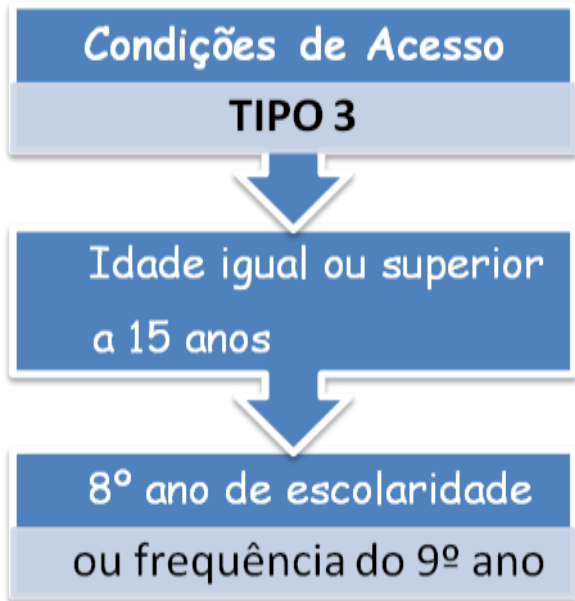 Condições de Acesso
TIPO 3
Idade igual ou superior
a 15 anos
8º ano de escolaridade
ou frequência do 9º ano